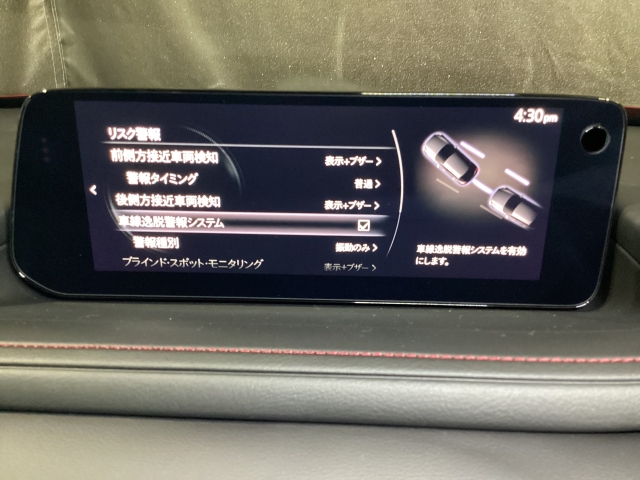 4:30pm
リスク警報
前側方接近車両検知 表示+ブザー
警報タイミング 普通
後側方接近車両検知 表示+ブザー
車線逸脱警報システム
警報種別 振動のみ
ブラインド・スポット・モニタリング 表示+ブザー
車線逸脱警報システムを有効
にします。